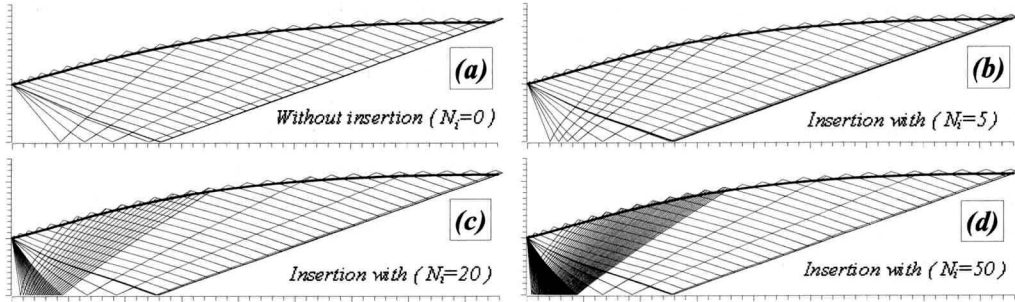 (a)
Without insertion ( Nᵢ=0 )
(b)
Insertion with ( Nᵢ=5 )
(c)
Insertion with ( Nᵢ=20 )
(d)
Insertion with ( Nᵢ=50 )